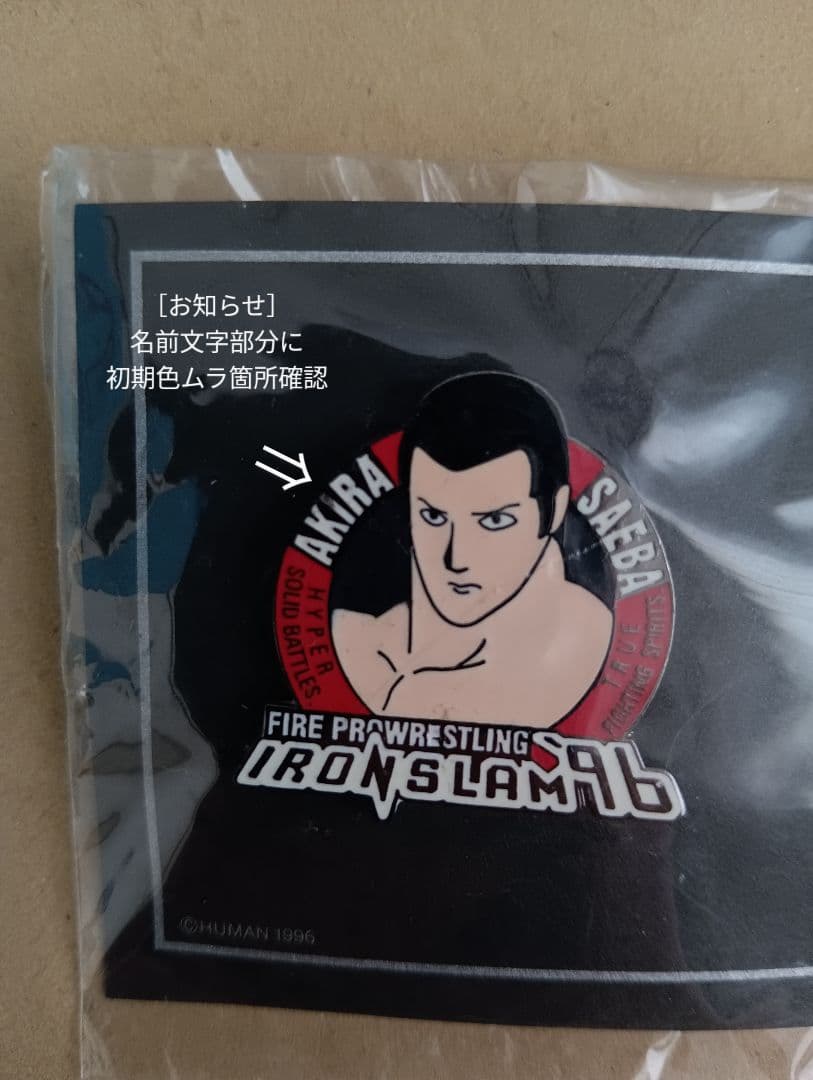 ［お知らせ］
名前文字部分に
初期色ムラ箇所確認
AKIRA
SAEBA
HYPER
SOLID BATTLES
TRUE
FIGHTING SPIRITS
FIRE PROWRESTLING S
IRONSLAM'96
©HUMAN 1996